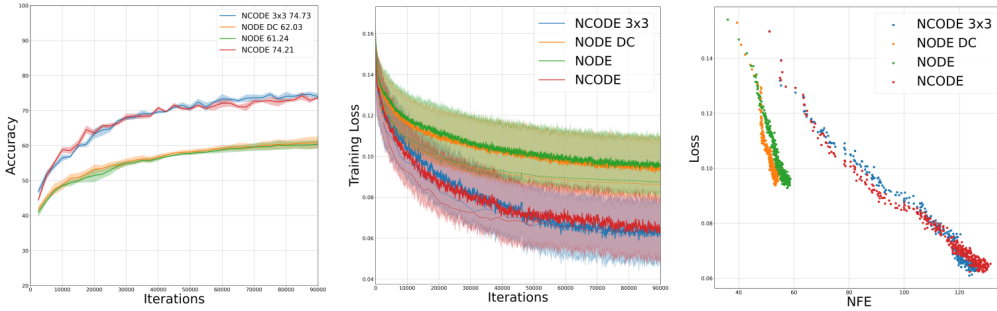 NCODE 3x3 74.73
NODE DC 62.03
NODE 61.24
NCODE 74.21
100
90
80
70
60
50
40
30
20
10000
20000
30000
40000
50000
60000
70000
80000
90000
Accuracy
Iterations
NCODE 3x3
NODE DC
NODE
NCODE
0.16
0.14
0.12
0.10
0.08
0.06
0.04
0
10000
20000
30000
40000
50000
60000
70000
80000
90000
Training Loss
Iterations
NCODE 3x3
NODE DC
NODE
NCODE
0.14
0.12
0.10
0.08
0.06
40
60
80
100
120
Loss
NFE